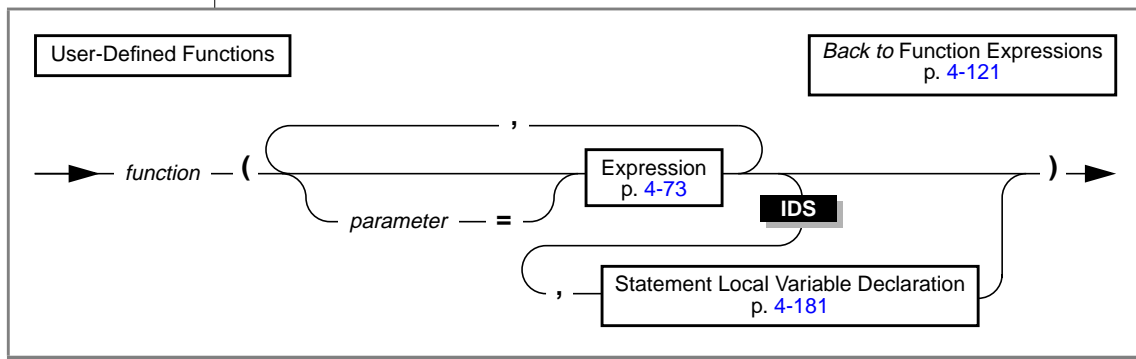 User-Defined Functions
Back to Function Expressions
p. 4-121
,
function ( Expression )
p. 4-73
parameter =
IDS
, Statement Local Variable Declaration
p. 4-181